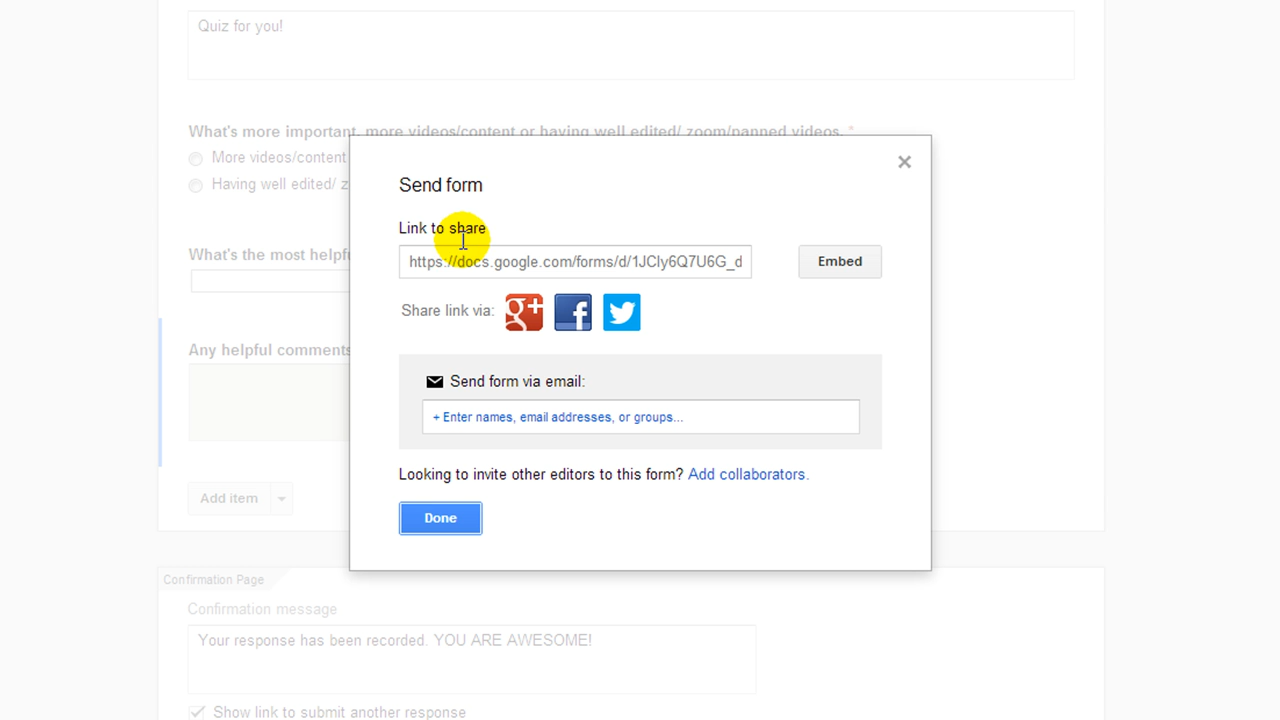 Quiz for you!
What's more important, more videos/content or having well edited/ zoom/panned videos. *
More videos/content
Having well edited/ z
Send form
Link to share
https://docs.google.com/forms/d/1JCly6Q7U6G_d
Embed
What's the most helpfu
Share link via:
g+ f
Any helpful comments
Send form via email:
+ Enter names, email addresses, or groups...
Looking to invite other editors to this form? Add collaborators.
Add item
Done
Confirmation Page
Confirmation message
Your response has been recorded. YOU ARE AWESOME!
Show link to submit another response